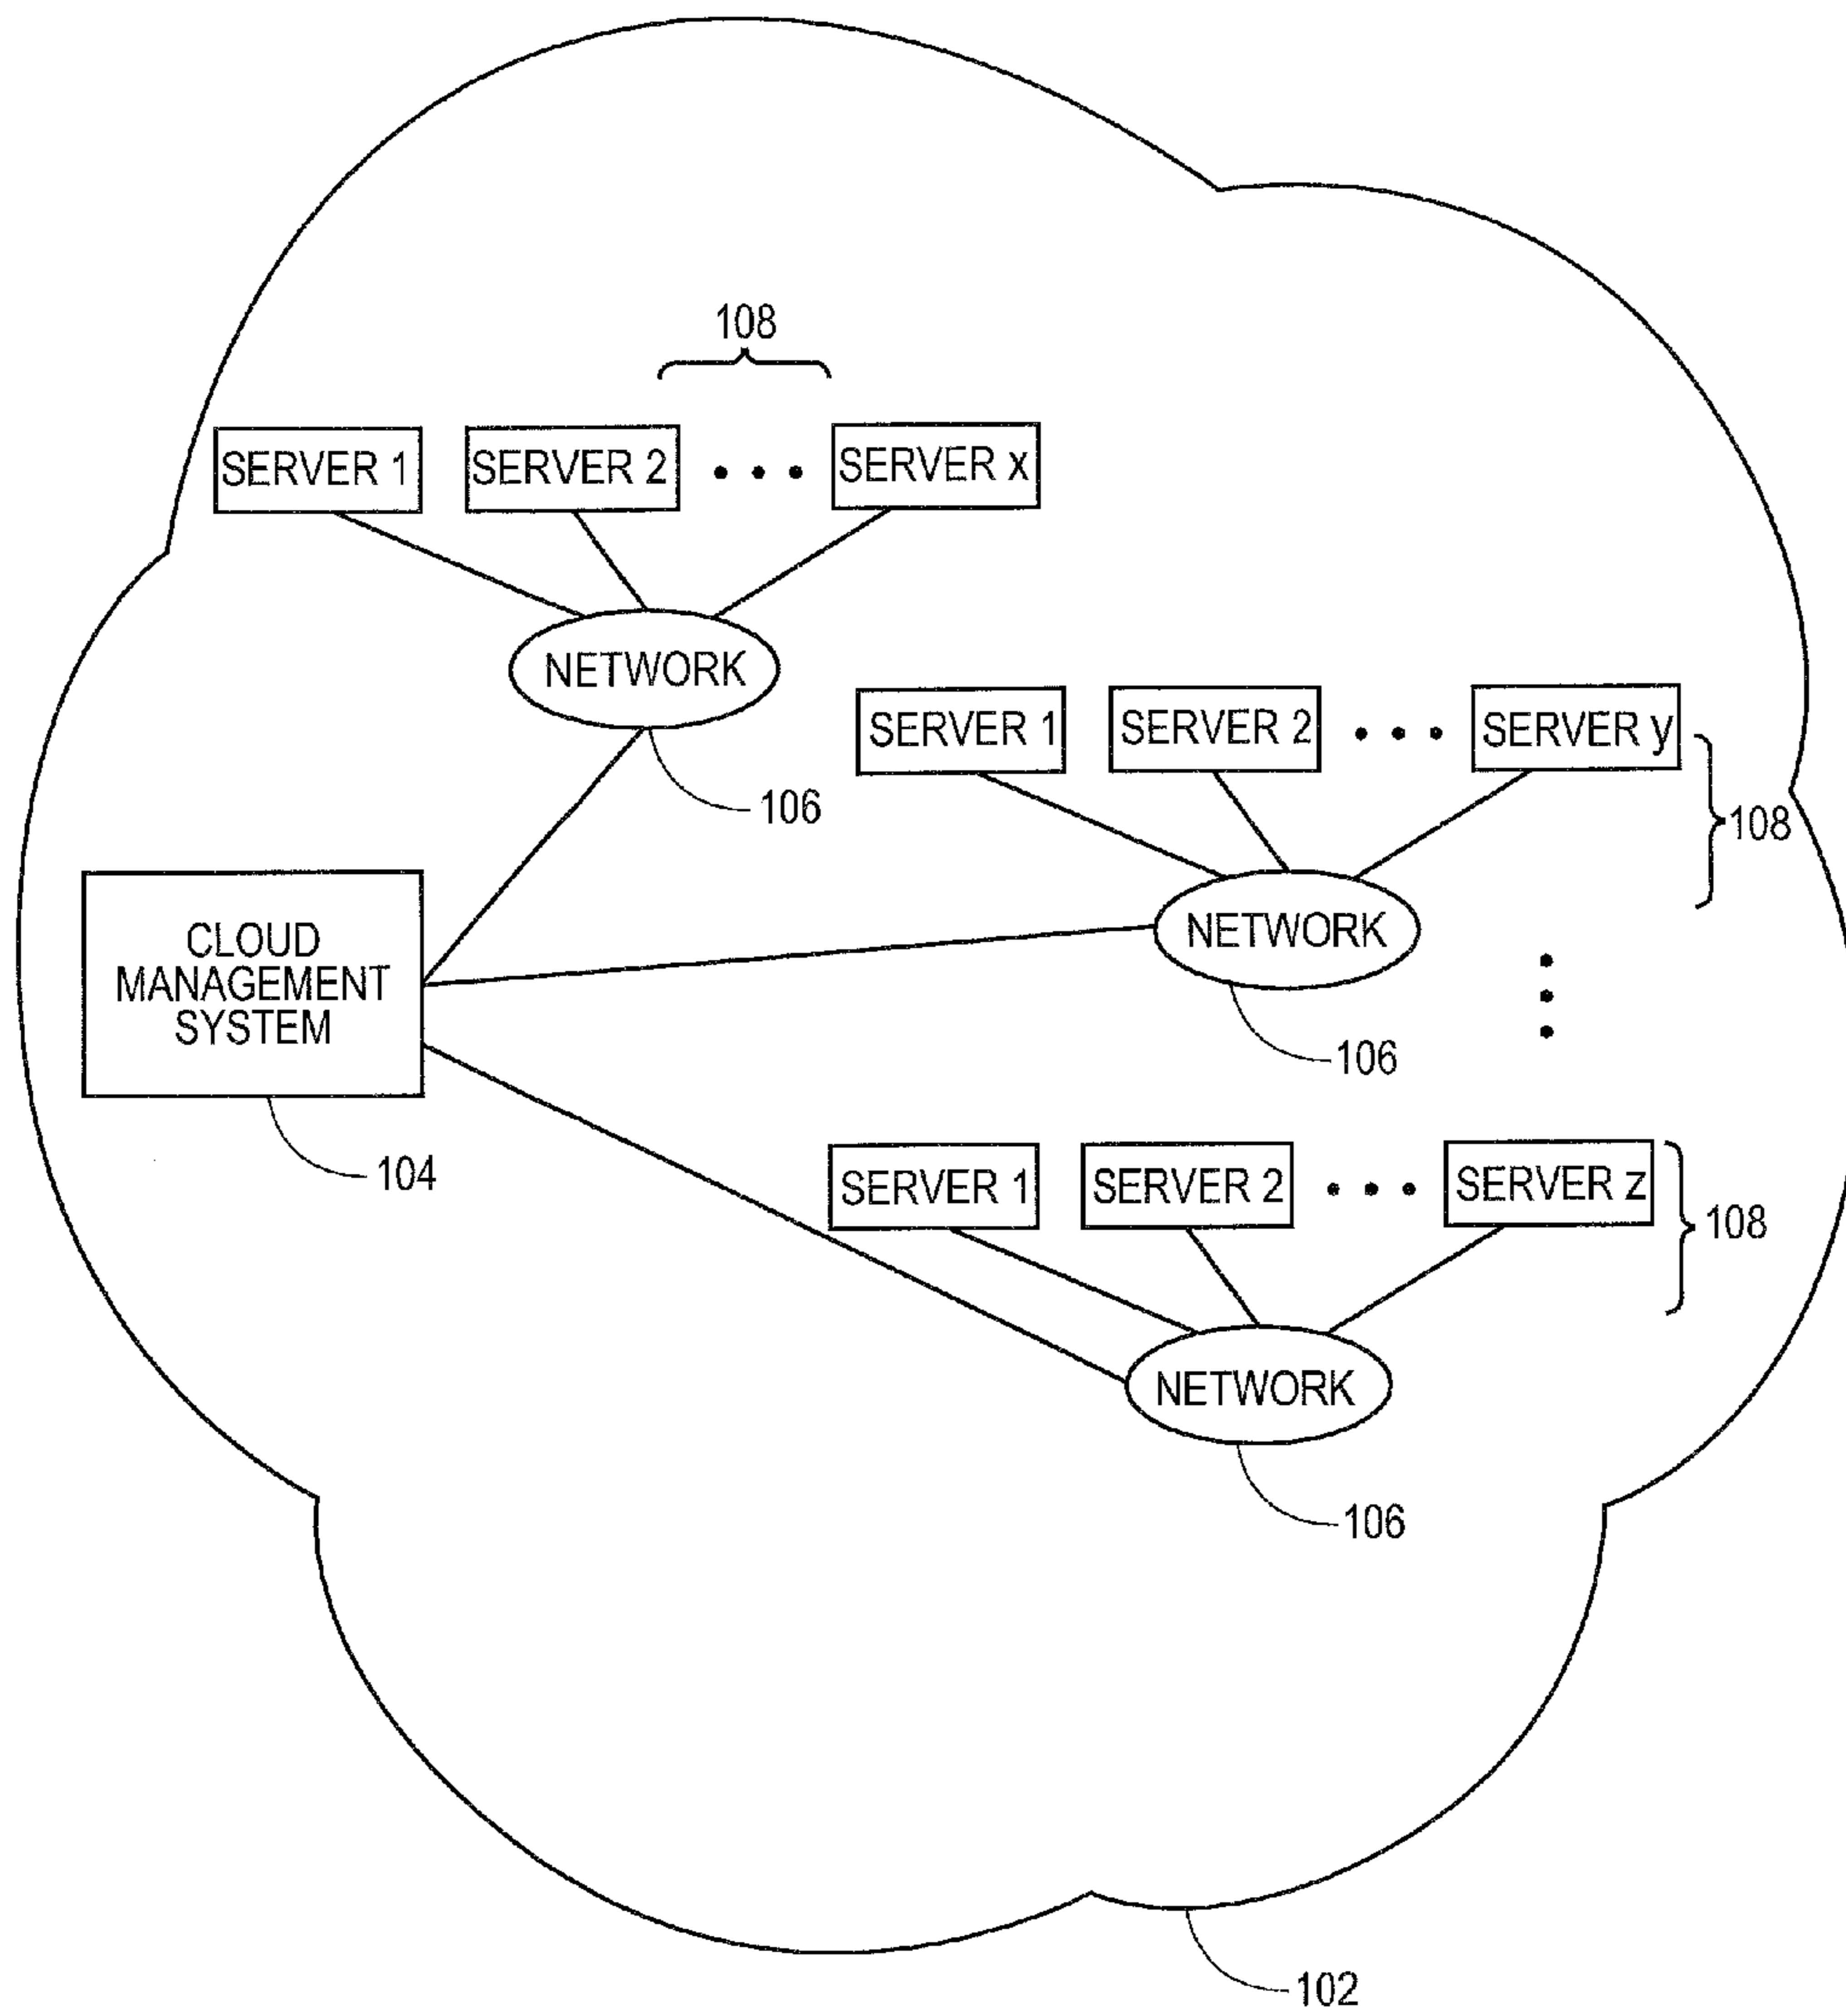 108
SERVER 1
SERVER 2
SERVER x
NETWORK
106
SERVER 1
SERVER 2
SERVER y
108
NETWORK
106
CLOUD
MANAGEMENT
SYSTEM
104
SERVER 1
SERVER 2
SERVER z
108
NETWORK
106
102